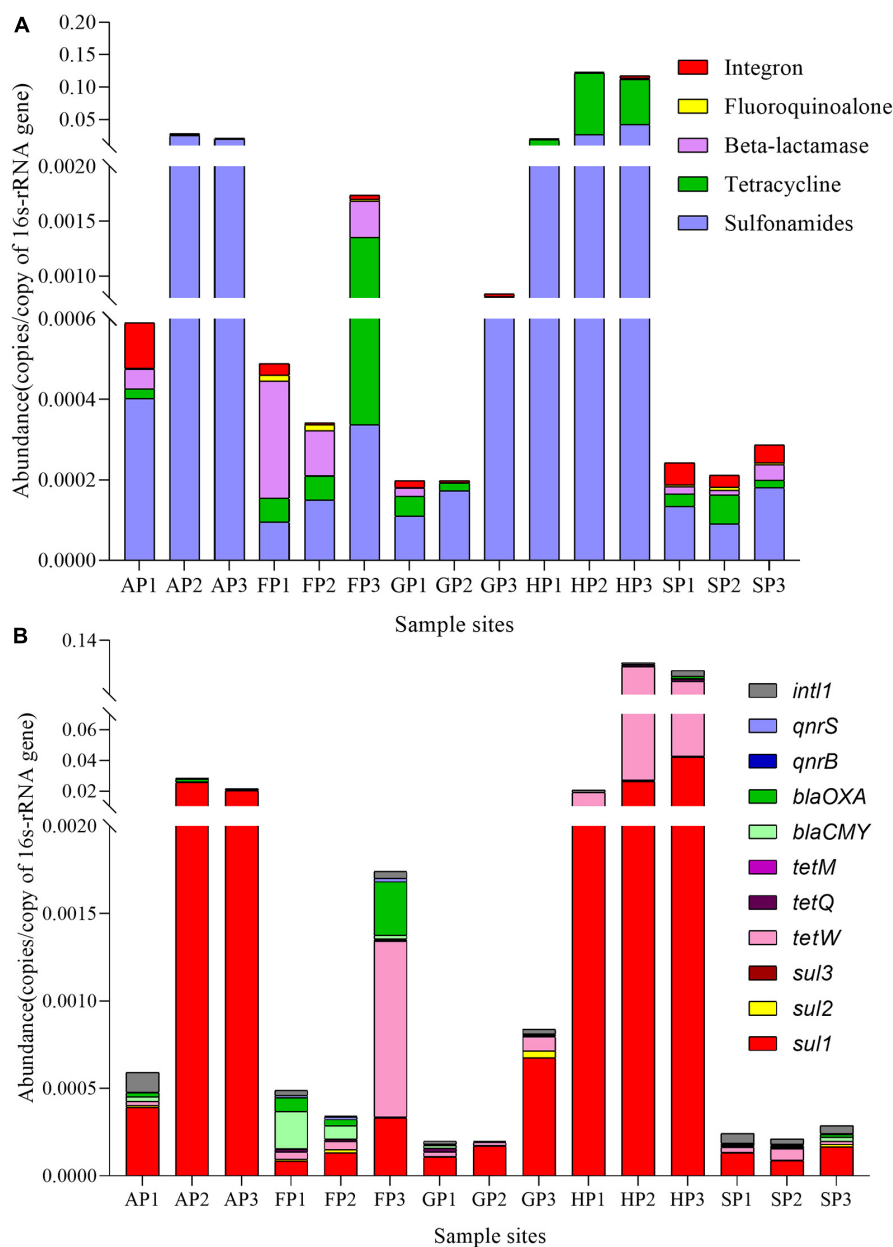 A
Abundance(copies/copy of 16s-rRNA gene)
0.20
0.15
0.10
0.05
0.0020
0.0015
0.0010
0.0006
0.0004
0.0002
0.0000
Integron
Fluoroquinoalone
Beta-lactamase
Tetracycline
Sulfonamides
AP1 AP2 AP3 FP1 FP2 FP3 GP1 GP2 GP3 HP1 HP2 HP3 SP1 SP2 SP3
Sample sites
B
Abundance(copies/copy of 16s-rRNA gene)
0.14
0.06
0.04
0.02
0.0020
0.0015
0.0010
0.0005
0.0000
intl1
qnrS
qnrB
blaOXA
blaCMY
tetM
tetQ
tetW
sul3
sul2
sul1
AP1 AP2 AP3 FP1 FP2 FP3 GP1 GP2 GP3 HP1 HP2 HP3 SP1 SP2 SP3
Sample sites